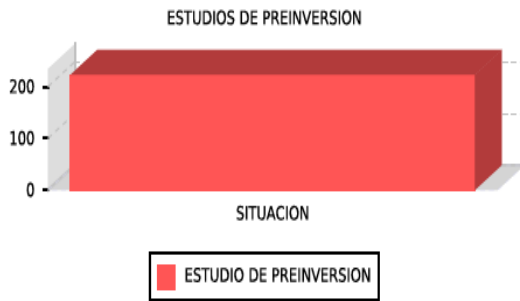 ESTUDIOS DE PREINVERSION
200
100
0
SITUACION
ESTUDIO DE PREINVERSION